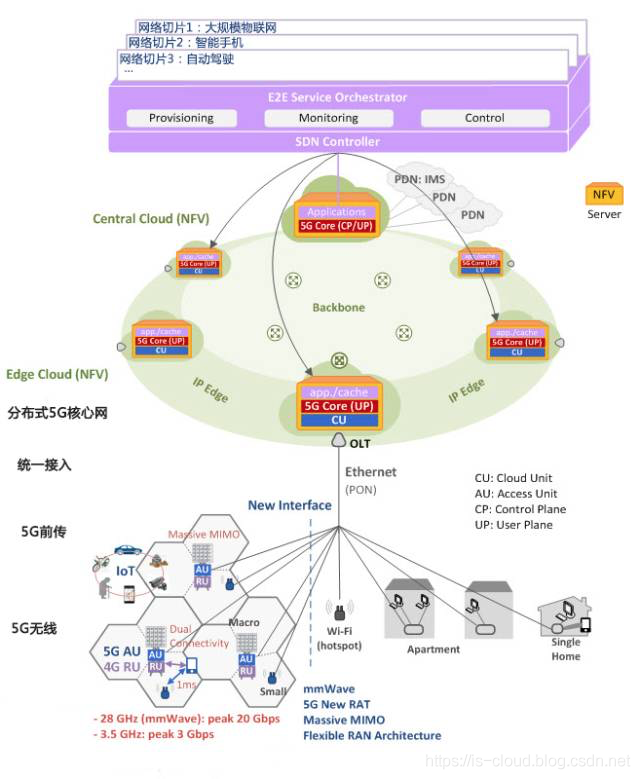 网络切片1：大规模物联网
网络切片2：智能手机
网络切片3：自动驾驶
...
E2E Service Orchestrator
Provisioning
Monitoring
Control
SDN Controller
PDN: IMS
PDN
PDN
NFV
Server
Central Cloud (NFV)
Applications
5G Core (CP/UP)
app./cache
5G Core (UP)
CU
app./cache
5G Core (UP)
Backbone
app./cache
5G Core (UP)
CU
app./cache
5G Core (UP)
CU
Edge Cloud (NFV)
IP Edge
IP Edge
app./cache
5G Core (UP)
CU
分布式5G核心网
OLT
统一接入
Ethernet
(PON)
CU: Cloud Unit
AU: Access Unit
CP: Control Plane
UP: User Plane
New Interface
5G前传
Massive MIMO
IoT
AU
RU
5G无线
Macro
Dual
Connectivity
5G AU
4G RU
AU
RU
AU
RU
1ms
Small
Wi-Fi
(hotspot)
Apartment
Single
Home
- 28 GHz (mmWave): peak 20 Gbps
- 3.5 GHz: peak 3 Gbps
mmWave
5G New RAT
Massive MIMO
Flexible RAN Architecture
https://is-cloud.blog.csdn.net